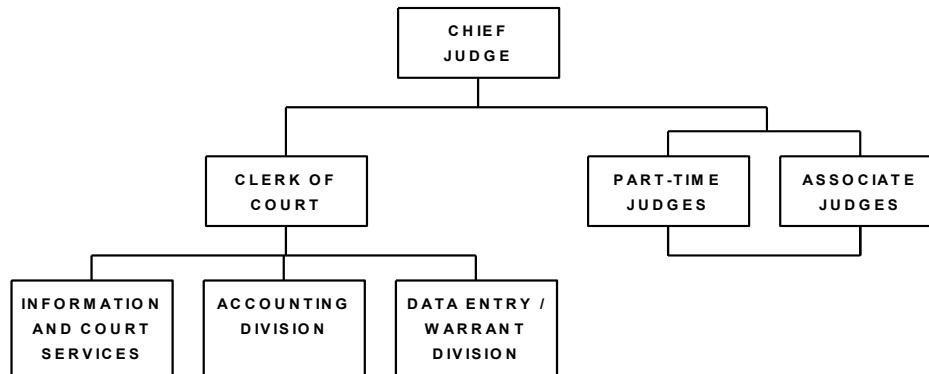 CHIEF
JUDGE
CLERK OF
COURT
PART-TIME
JUDGES
ASSOCIATE
JUDGES
INFORMATION
AND COURT
SERVICES
ACCOUNTING
DIVISION
DATA ENTRY /
WARRANT
DIVISION